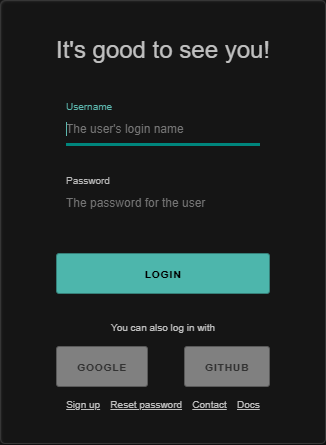 It's good to see you!
Username
The user's login name
Password
The password for the user
LOGIN
You can also log in with
GOOGLE GITHUB
Sign up Reset password Contact Docs